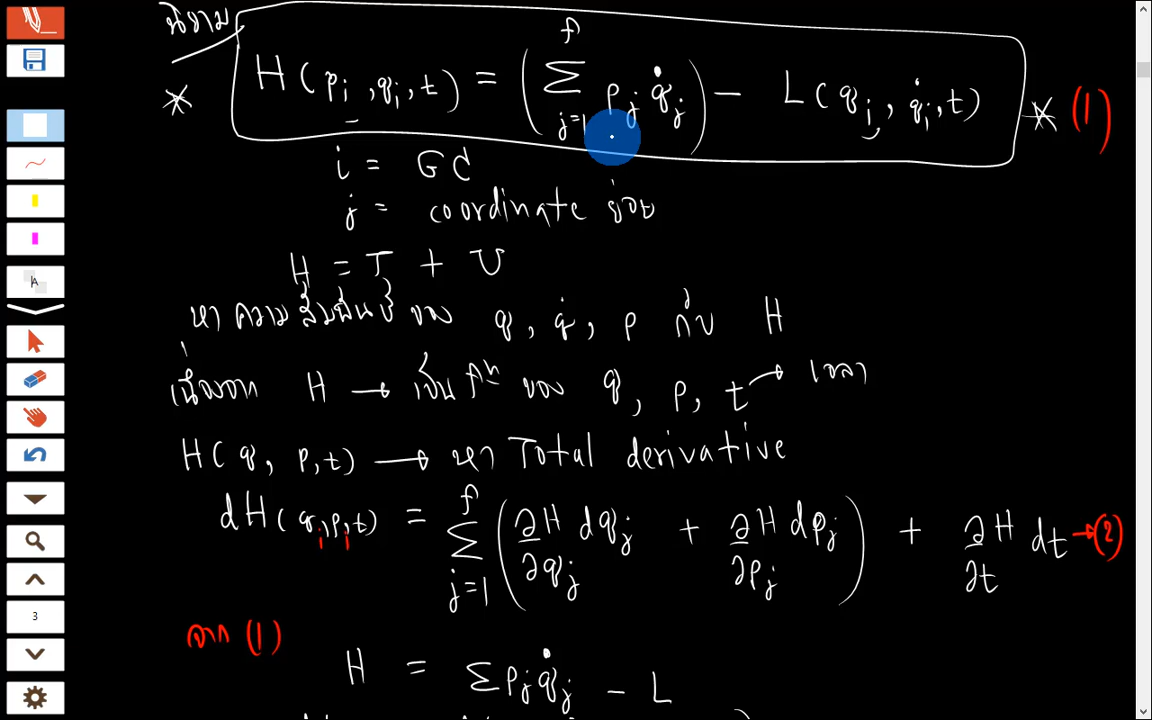 นิยาม
* H(pᵢ, qᵢ, t) = (∑_{j=1}^{f} pⱼ q̇ⱼ) − L(qᵢ, q̇ᵢ, t) * (1)
i = GC
j = coordinate ย่อย
H = T + U
หาความสัมพันธ์ของ q, q̇, p กับ H
เนื่องจาก H → เป็น fⁿ ของ q, p, t → เวลา
H(q, p, t) → หา Total derivative
dH(qᵢ, pᵢ, t) = ∑_{j=1}^{f} (∂H/∂qⱼ dqⱼ + ∂H/∂pⱼ dpⱼ) + ∂H/∂t dt → (2)
จาก (1)
H = ∑ pⱼ q̇ⱼ − L
A
3